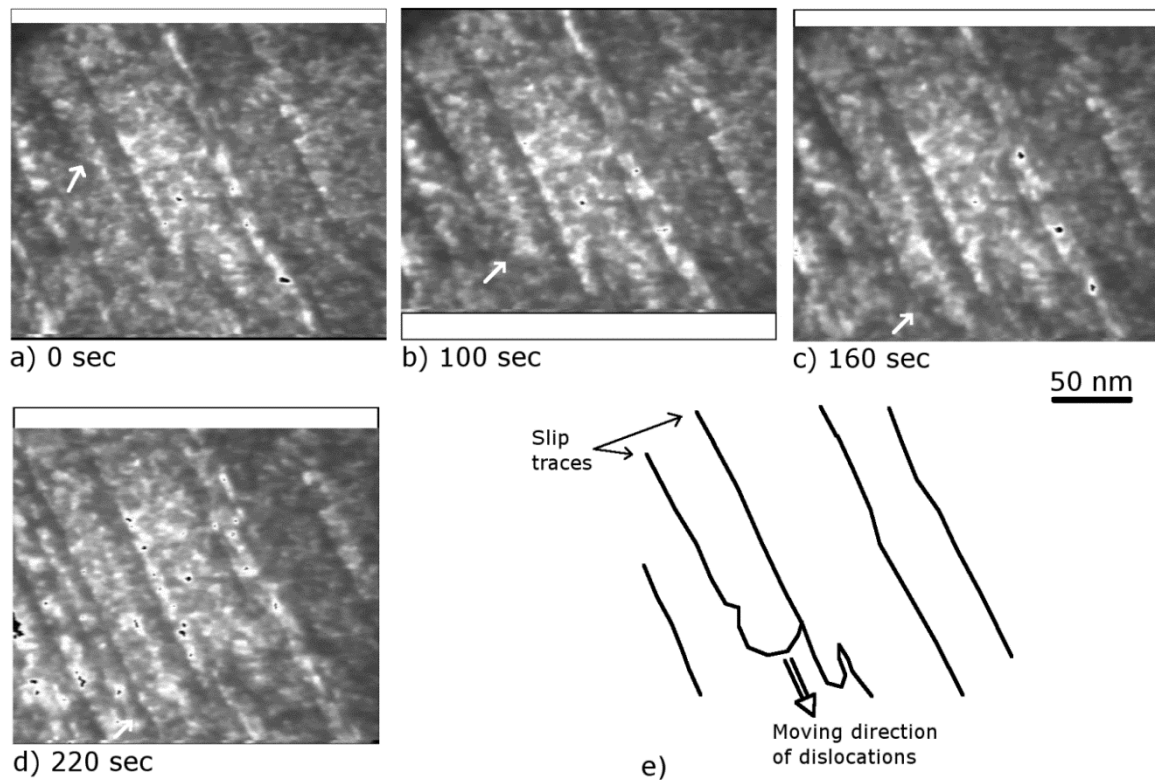 a) 0 sec
b) 100 sec
c) 160 sec
50 nm
Slip
traces
Moving direction
of dislocations
d) 220 sec
e)